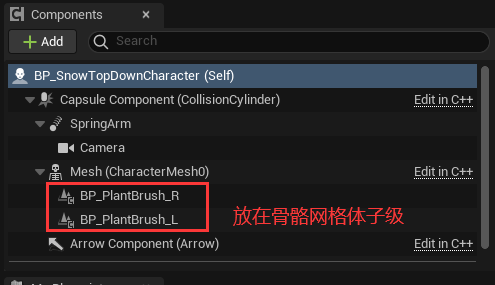 Components
Add
Search
BP_SnowTopDownCharacter (Self)
Capsule Component (CollisionCylinder) Edit in C++
SpringArm
Camera
Mesh (CharacterMesh0) Edit in C++
BP_PlantBrush_R
BP_PlantBrush_L
放在骨骼网格体子级
Arrow Component (Arrow) Edit in C++